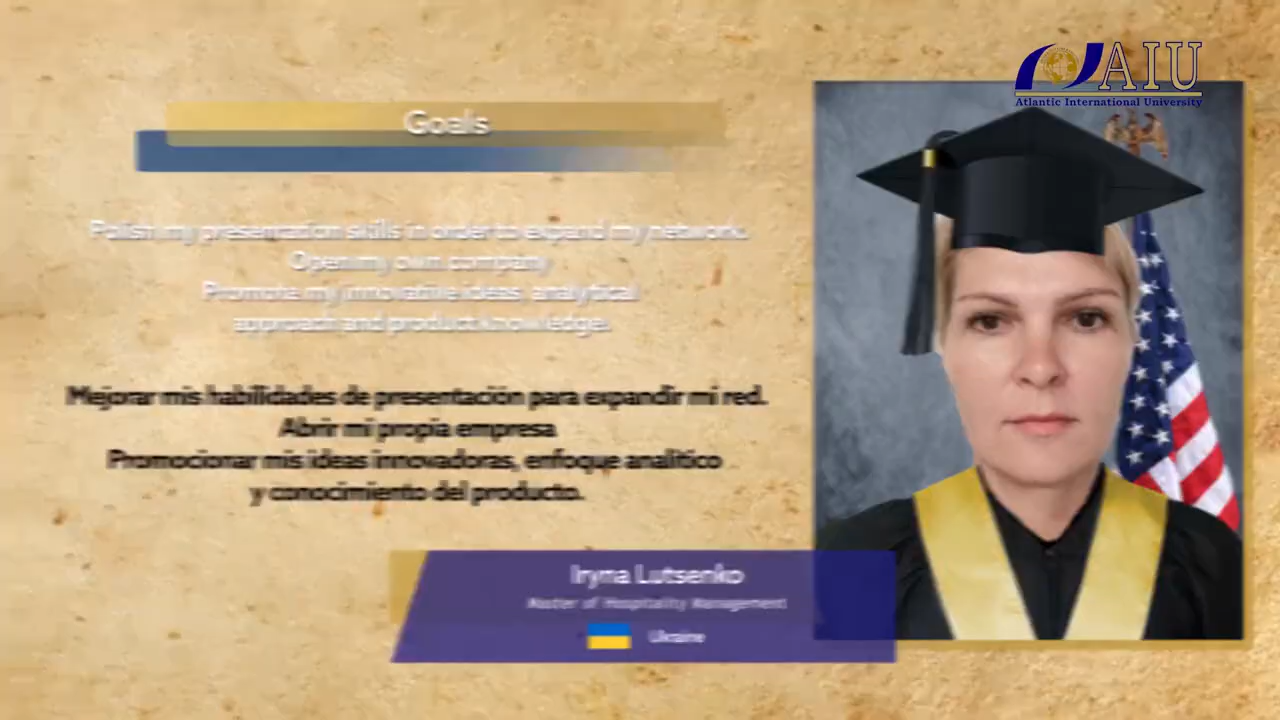 AIU
Atlantic International University
Goals
Polish my presentation skills in order to expand my network.
Open my own company
Promote my innovative ideas, analytical
approach and product knowledge.
Mejorar mis habilidades de presentación para expandir mi red.
Abrir mi propia empresa
Promocionar mis ideas innovadoras, enfoque analítico
y conocimiento del producto.
Iryna Lutsenko
Master of Hospitality Management
Ukraine